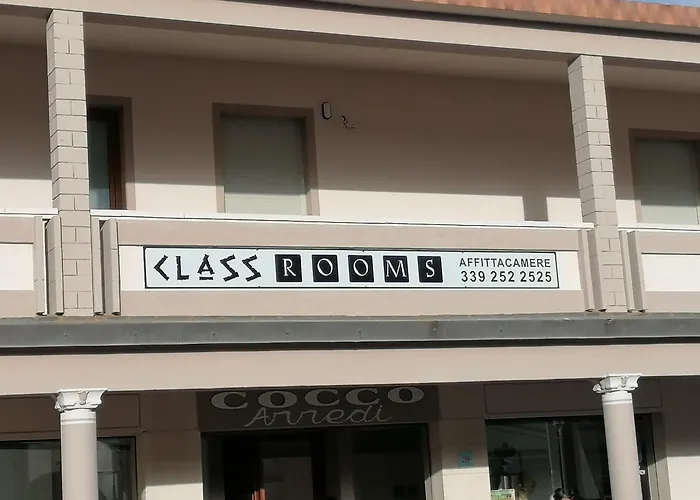 CLASS ROOMS AFFITTACAMERE
339 252 2525
COCCO
Arredi